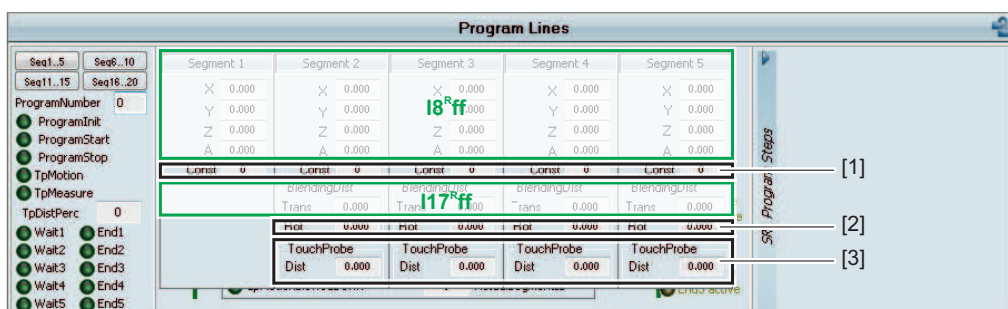 Program Lines
Seq1..5 Seq6..10
Seq11..15 Seq16..20
ProgramNumber 0
ProgramInit
ProgramStart
ProgramStop
TpMotion
TpMeasure
TpDistPerc 0
Wait1 End1
Wait2 End2
Wait3 End3
Wait4 End4
Wait5 End5
Segment 1 Segment 2 Segment 3 Segment 4 Segment 5
X 0.000 X 0.000 X 0.000 X 0.000 X 0.000
I8ᴿff
Y 0.000 Y 0.000 Y 0.000 Y 0.000 Y 0.000
Z 0.000 Z 0.000 Z 0.000 Z 0.000 Z 0.000
A 0.000 A 0.000 A 0.000 A 0.000 A 0.000
Const 0 Const 0 Const 0 Const 0 Const 0
[1]
BlendingDist BlendingDist BlendingDist BlendingDist
I17ᴿff
Trans 0.000 Trans 0.000 Trans 0.000 Trans 0.000
Rot 0.000 Rot 0.000 Rot 0.000 Rot 0.000
[2]
TouchProbe TouchProbe TouchProbe TouchProbe
Dist 0.000 Dist 0.000 Dist 0.000 Dist 0.000
[3]
End5 active
SR Program Steps